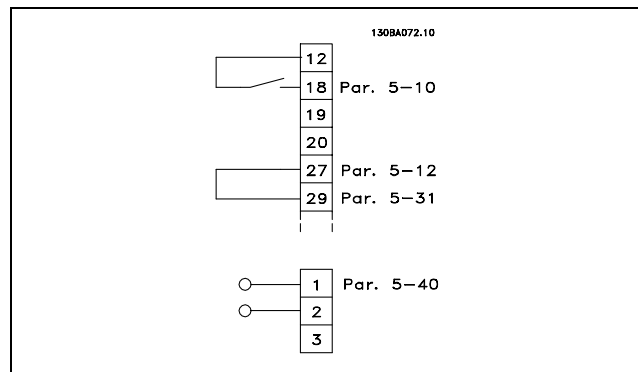 130BA072.10
12
18 Par. 5-10
19
20
27 Par. 5-12
29 Par. 5-31
1 Par. 5-40
2
3